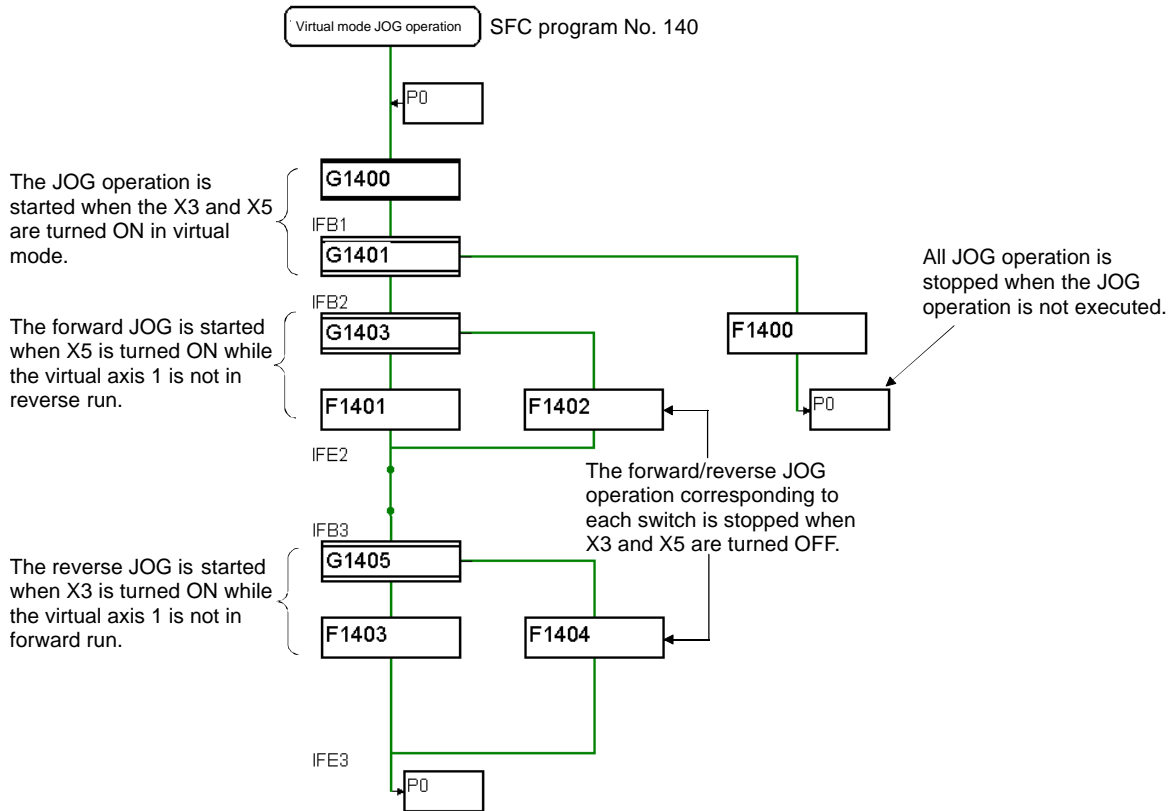 Virtual mode JOG operation
SFC program No. 140
P0
The JOG operation is
started when the X3 and X5
are turned ON in virtual
mode.
G1400
IFB1
G1401
All JOG operation is
stopped when the JOG
operation is not executed.
IFB2
The forward JOG is started
when X5 is turned ON while
the virtual axis 1 is not in
reverse run.
G1403
F1400
F1401
F1402
P0
IFE2
The forward/reverse JOG
operation corresponding to
each switch is stopped when
X3 and X5 are turned OFF.
IFB3
The reverse JOG is started
when X3 is turned ON while
the virtual axis 1 is not in
forward run.
G1405
F1403
F1404
IFE3
P0